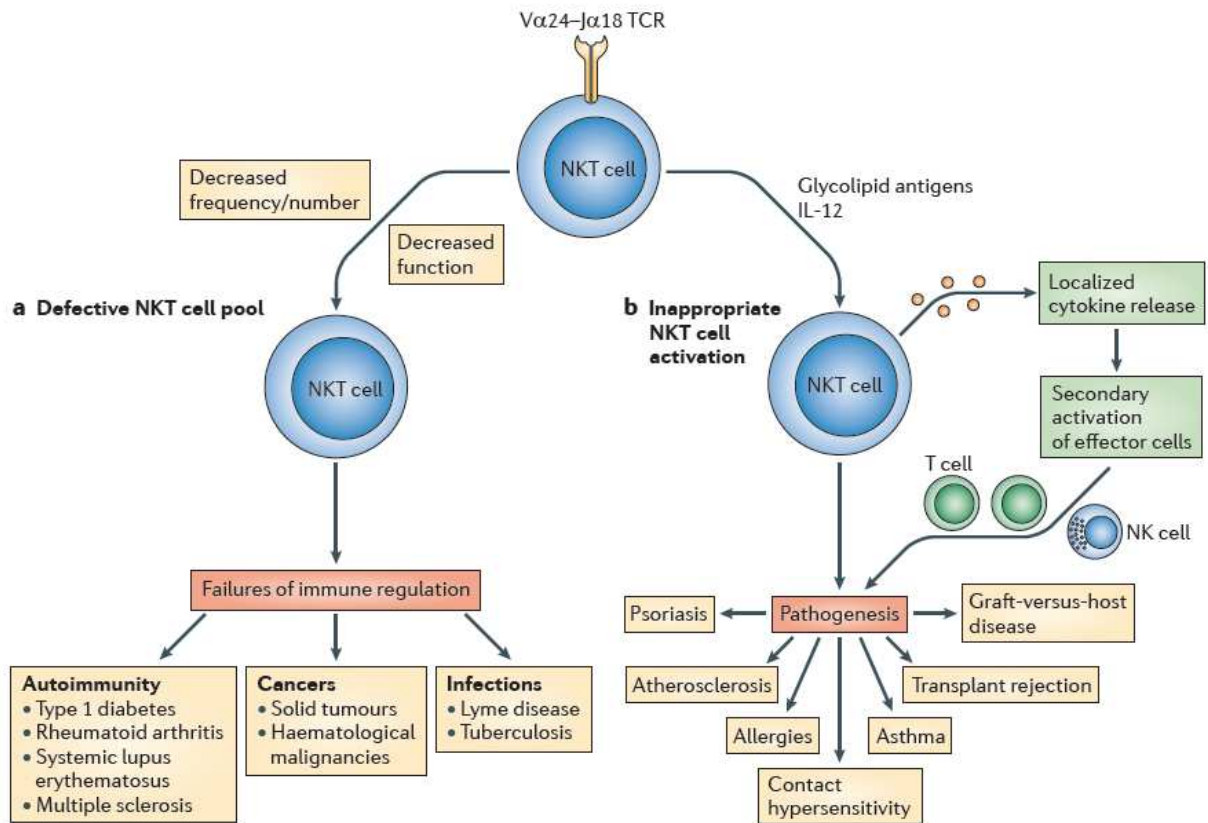 Vα24–Jα18 TCR
NKT cell
Decreased
frequency/number
Decreased
function
Glycolipid antigens
IL-12
a Defective NKT cell pool
NKT cell
b Inappropriate
NKT cell
activation
NKT cell
Localized
cytokine release
Secondary
activation
of effector cells
T cell
NK cell
Failures of immune regulation
Autoimmunity
• Type 1 diabetes
• Rheumatoid arthritis
• Systemic lupus
erythematosus
• Multiple sclerosis
Cancers
• Solid tumours
• Haematological
malignancies
Infections
• Lyme disease
• Tuberculosis
Psoriasis
Pathogenesis
Graft-versus-host
disease
Atherosclerosis
Transplant rejection
Allergies
Asthma
Contact
hypersensitivity